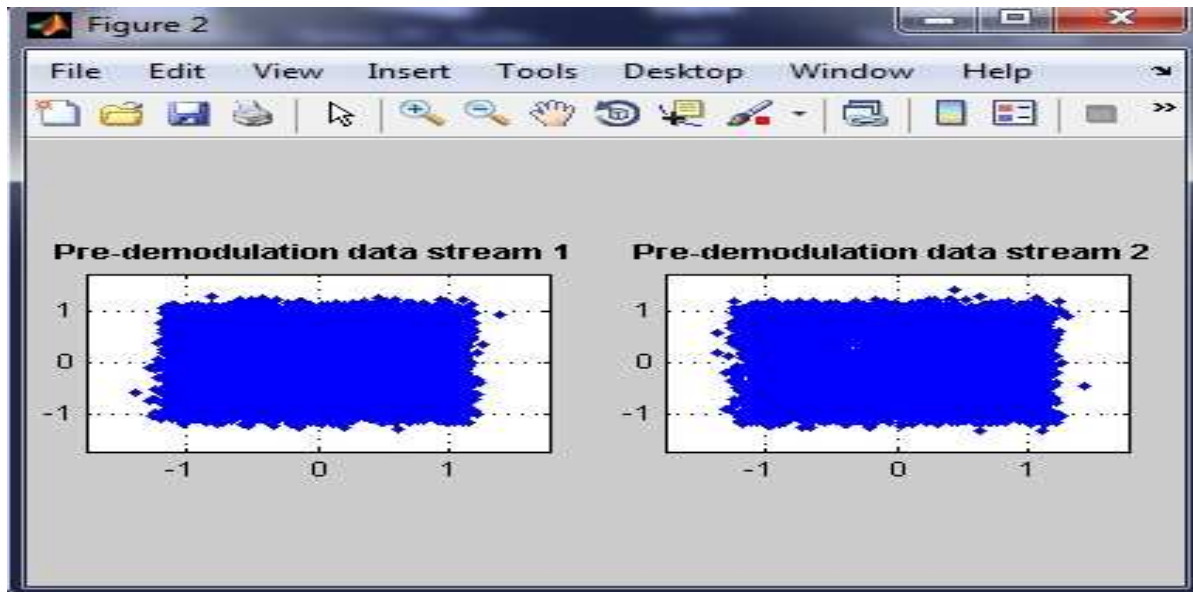 Figure 2
File Edit View Insert Tools Desktop Window Help
Pre-demodulation data stream 1
1
0
-1
-1 0 1
Pre-demodulation data stream 2
1
0
-1
-1 0 1